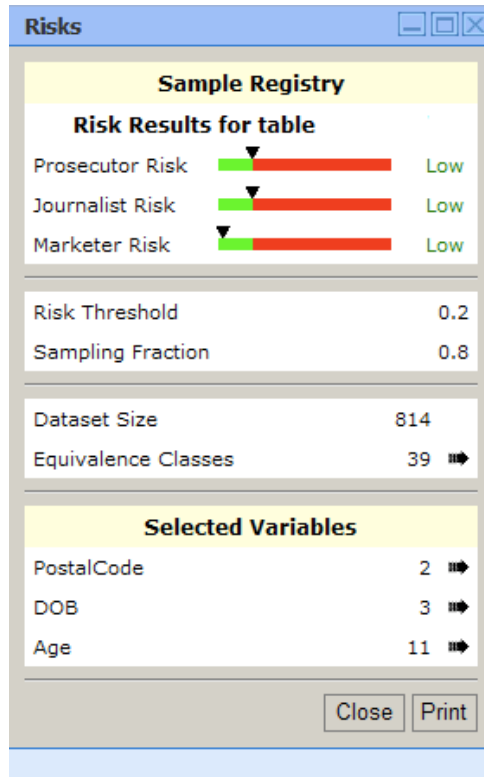 Risks
Sample Registry
Risk Results for table
Prosecutor Risk Low
Journalist Risk Low
Marketer Risk Low
Risk Threshold 0.2
Sampling Fraction 0.8
Dataset Size 814
Equivalence Classes 39
Selected Variables
PostalCode 2
DOB 3
Age 11
Close Print